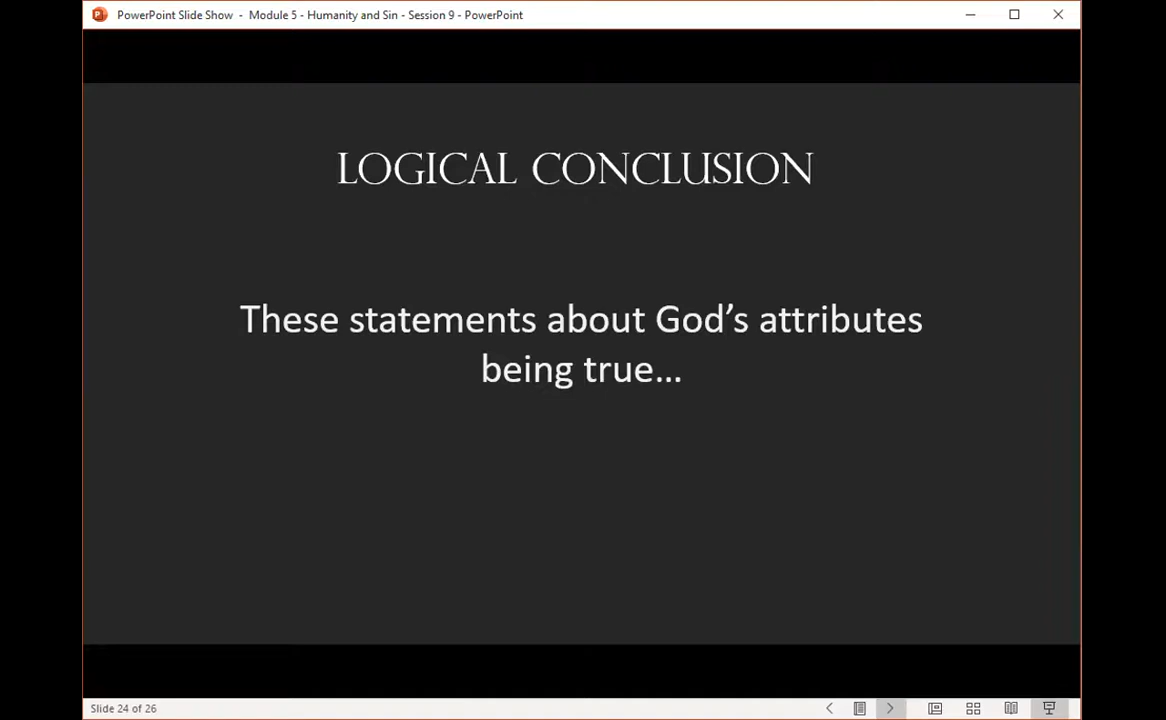 PowerPoint Slide Show - Module 5 - Humanity and Sin - Session 9 - PowerPoint
LOGICAL CONCLUSION
These statements about God’s attributes
being true…
Slide 24 of 26